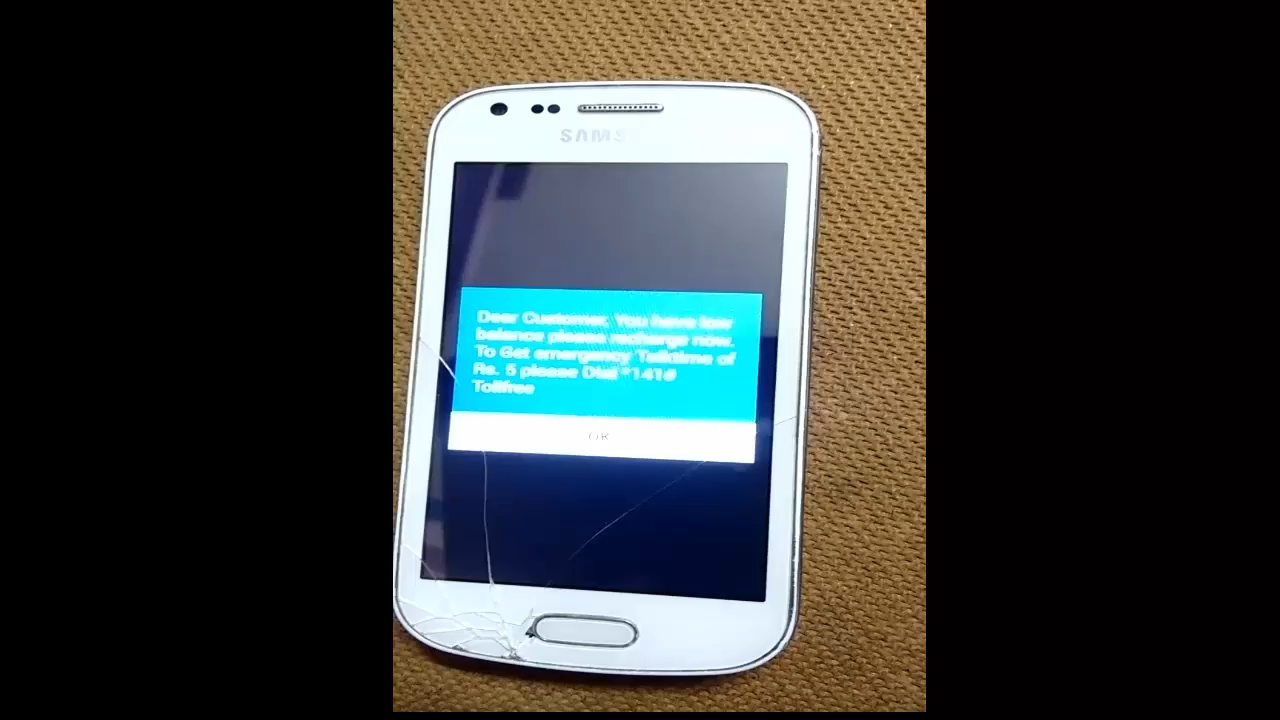 SAMS
Dear Customer, You have low
balance please recharge now.
To Get emergency Talktime of
Rs. 5 please Dial *141#
Tollfree
OK